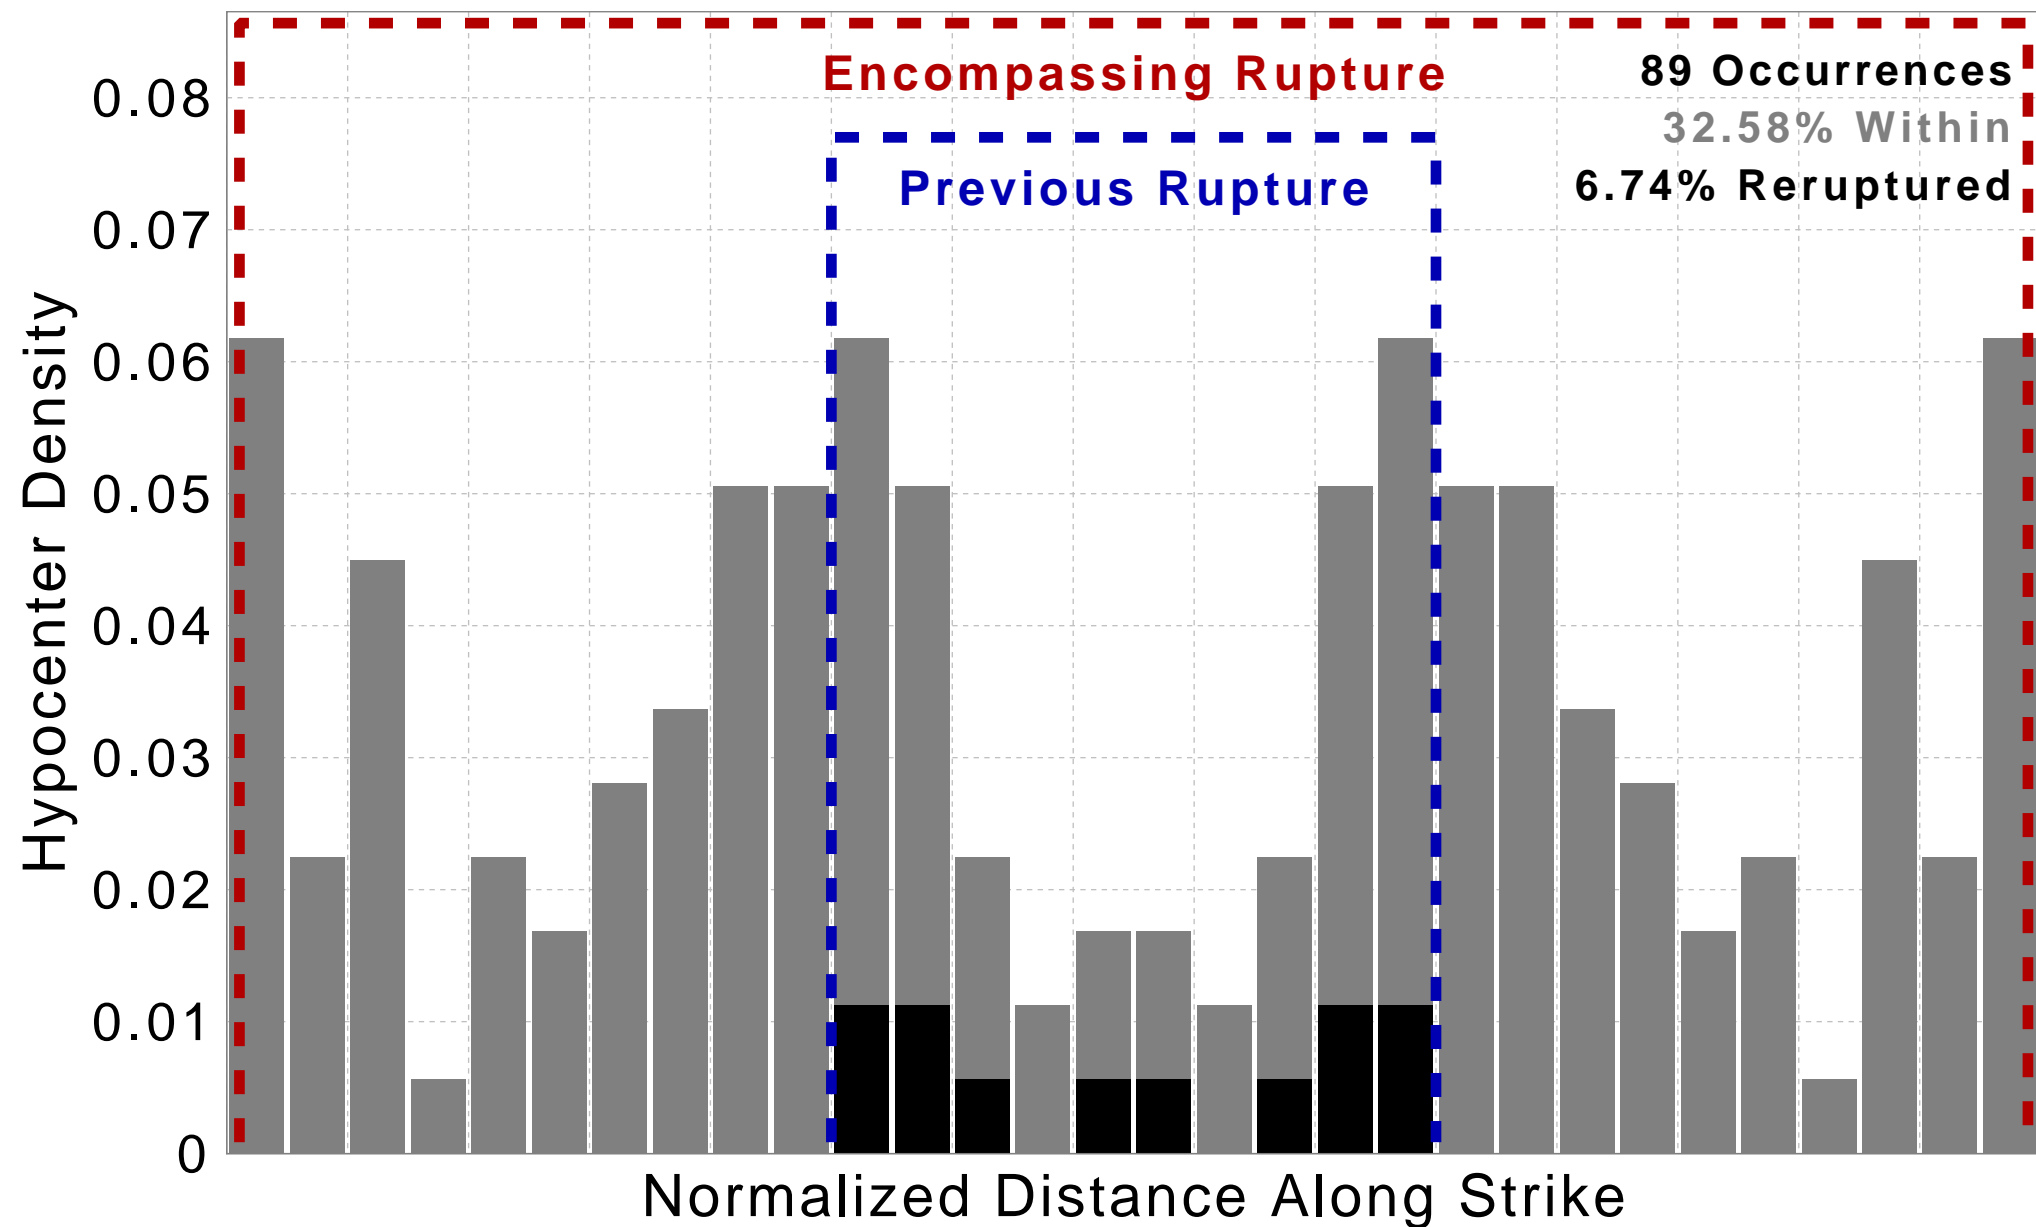 Encompassing Rupture
89 Occurrences
32.58% Within
Previous Rupture
6.74% Reruptured
Hypocenter Density
0.08
0.07
0.06
0.05
0.04
0.03
0.02
0.01
0
Normalized Distance Along Strike